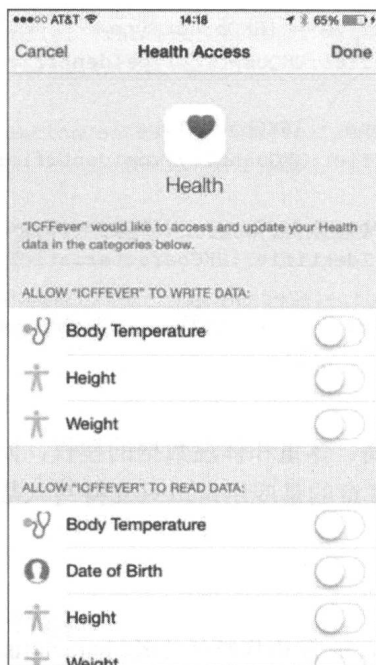 AT&T 14:18 65%
Cancel Health Access Done
Health
"ICFFever" would like to access and update your Health
data in the categories below.
ALLOW "ICFFEVER" TO WRITE DATA:
Body Temperature
Height
Weight
ALLOW "ICFFEVER" TO READ DATA:
Body Temperature
Date of Birth
Height
Weight